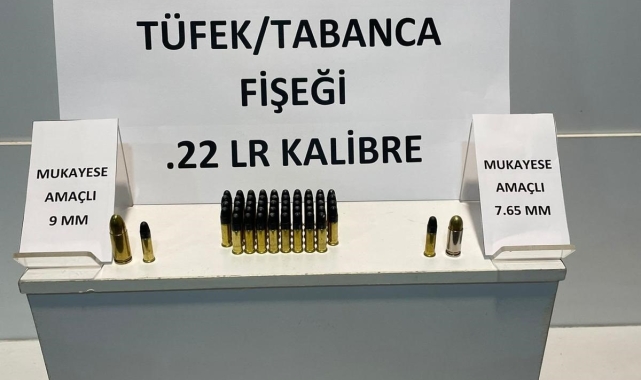 TÜFEK/TABANCA
FİŞEĞİ
.22 LR KALİBRE
MUKAYESE
AMAÇLI
9 MM
MUKAYESE
AMAÇLI
7.65 MM